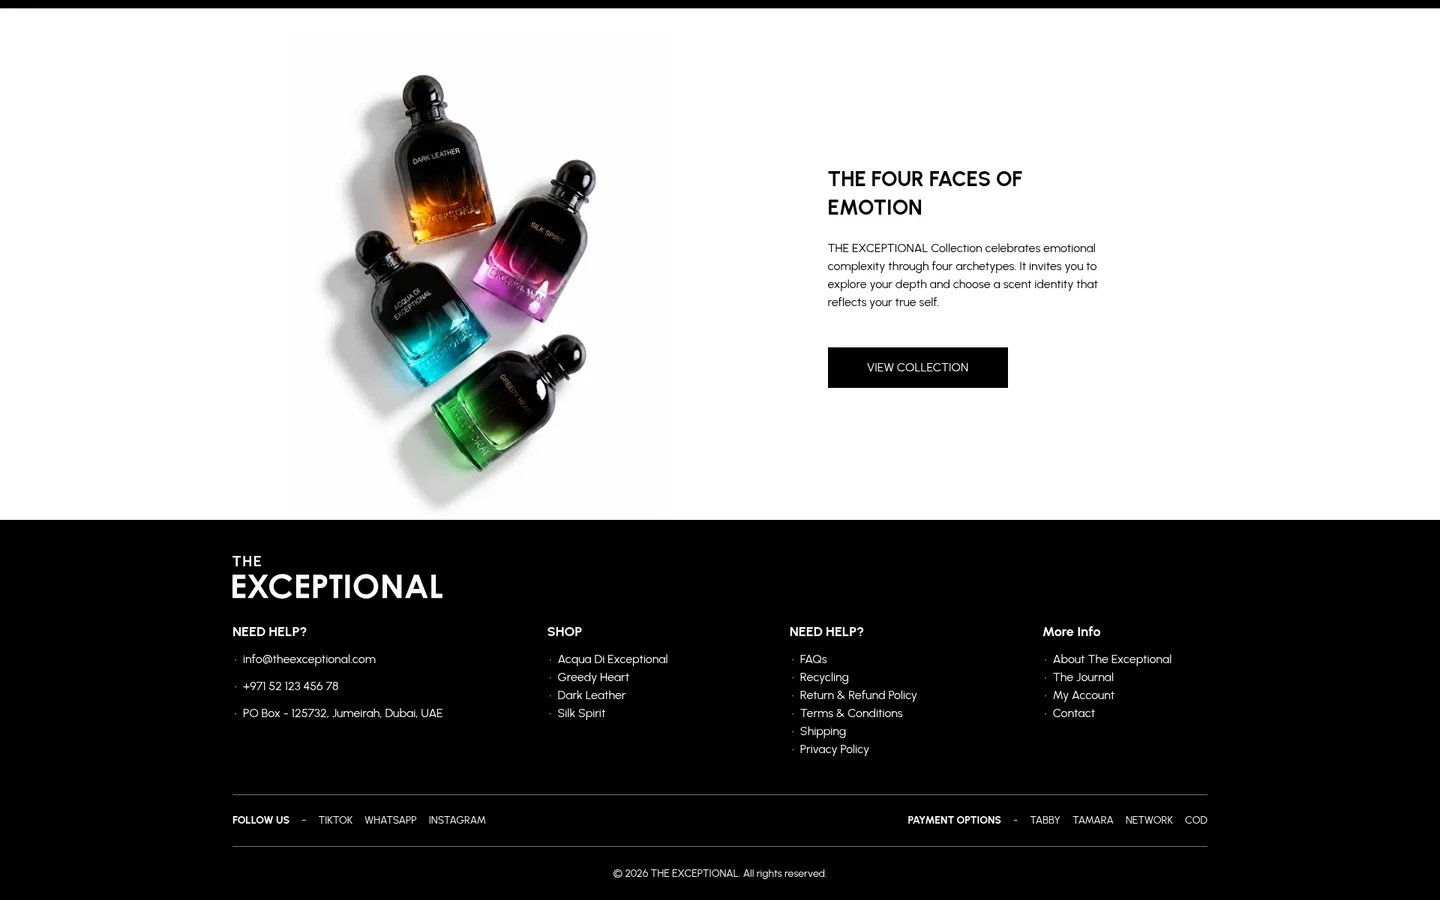 DARK LEATHER
EXCEPTIONAL
SILK SPIRIT
ACQUA DI
EXCEPTIONAL
GREEDY HEART
THE FOUR FACES OF
EMOTION
THE EXCEPTIONAL Collection celebrates emotional
complexity through four archetypes. It invites you to
explore your depth and choose a scent identity that
reflects your true self.
VIEW COLLECTION
THE
EXCEPTIONAL
NEED HELP?
· info@theexceptional.com
· +971 52 123 456 78
· PO Box - 125732, Jumeirah, Dubai, UAE
SHOP
· Acqua Di Exceptional
· Greedy Heart
· Dark Leather
· Silk Spirit
NEED HELP?
· FAQs
· Recycling
· Return & Refund Policy
· Terms & Conditions
· Shipping
· Privacy Policy
More Info
· About The Exceptional
· The Journal
· My Account
· Contact
FOLLOW US - TIKTOK WHATSAPP INSTAGRAM
PAYMENT OPTIONS - TABBY TAMARA NETWORK COD
© 2026 THE EXCEPTIONAL. All rights reserved.